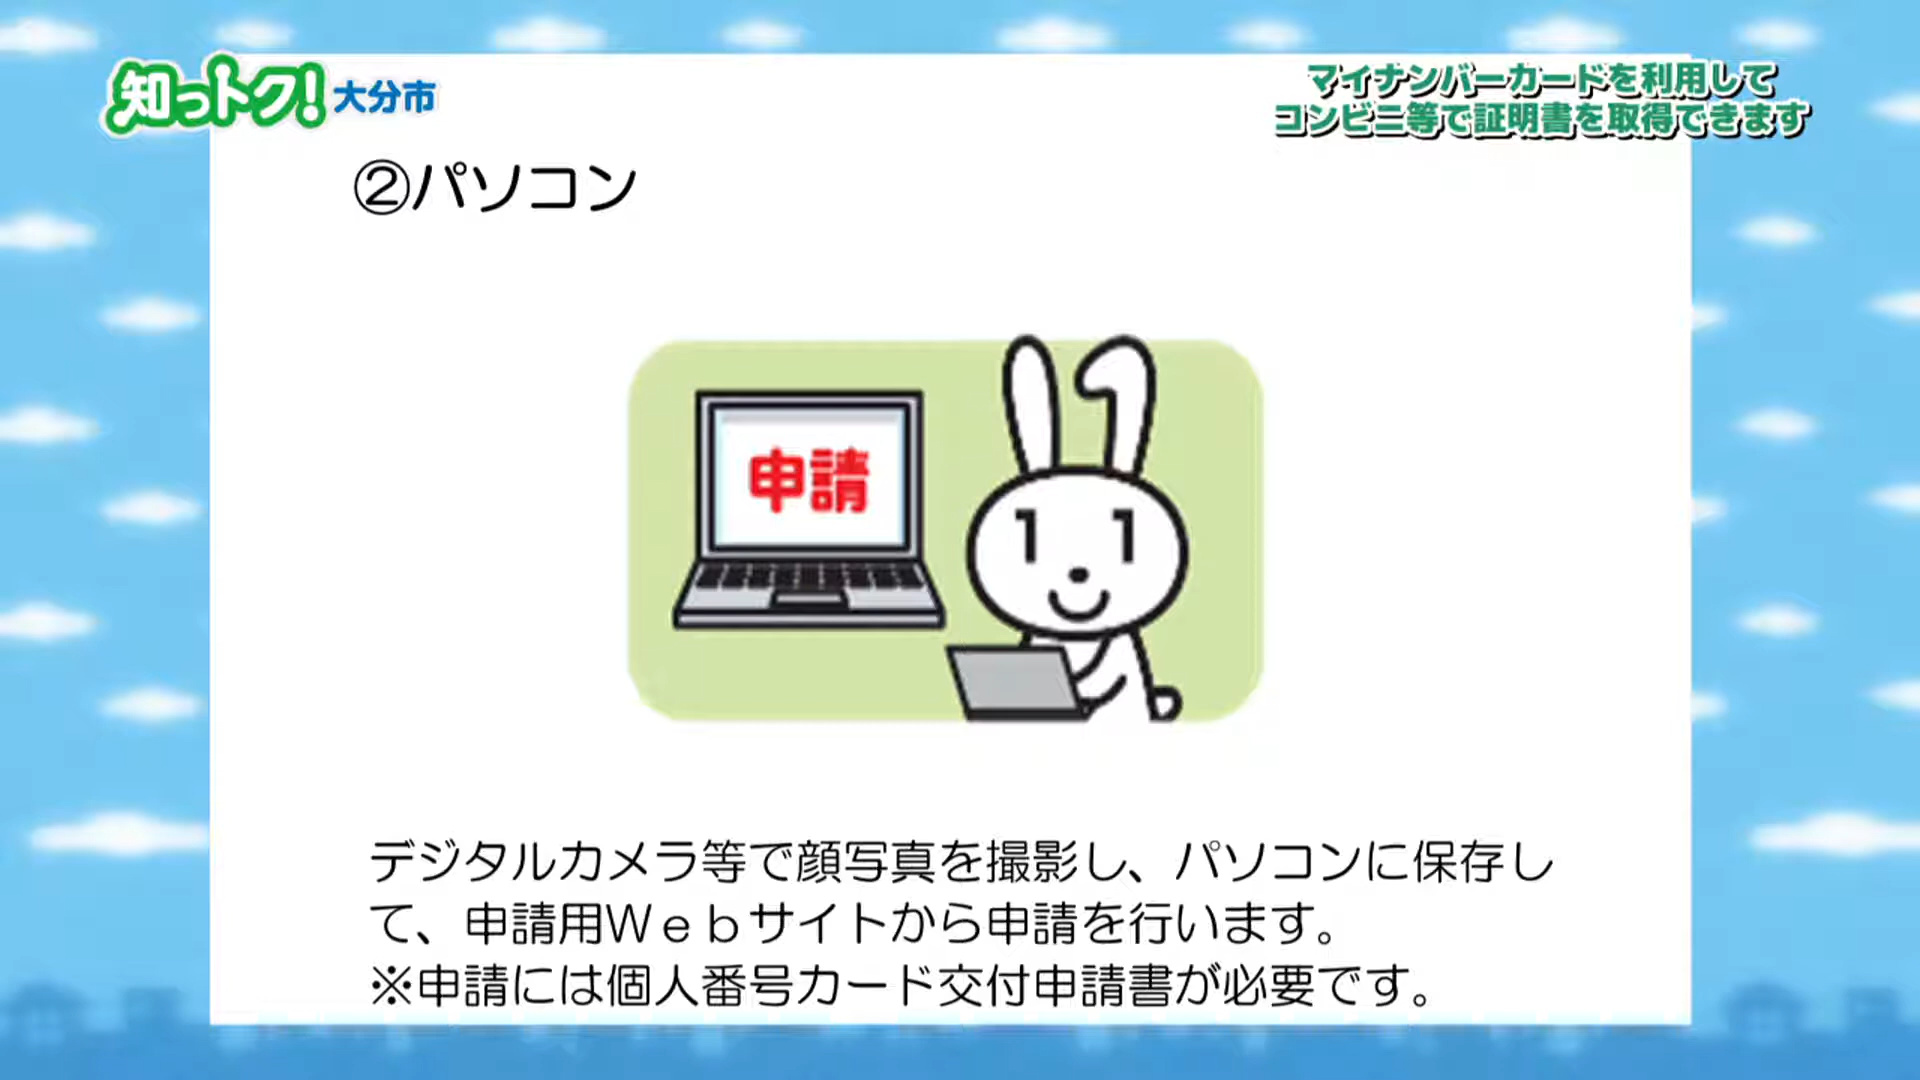 知っトク!大分市
マイナンバーカードを利用して
コンビニ等で証明書を取得できます
②パソコン
申請
デジタルカメラ等で顔写真を撮影し、パソコンに保存し
て、申請用Ｗｅｂサイトから申請を行います。
※申請には個人番号カード交付申請書が必要です。